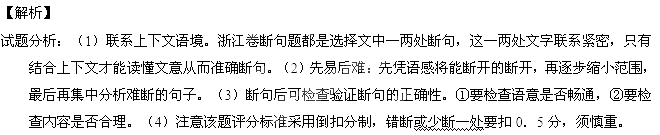 【解析】
试题分析：（1）联系上下文语境。浙江卷断句题都是选择文中一两处断句，这一两处文字联系紧密，只有
结合上下文才能读懂文意从而准确断句。（2）先易后难：先凭语感将能断开的断开，再逐步缩小范围，
最后再集中分析难断的句子。（3）断句后可检查验证断句的正确性。①要检查语意是否畅通，②要检
查内容是否合理。（4）注意该题评分标准采用倒扣分制，错断或少断一处要扣0．5分，须慎重。